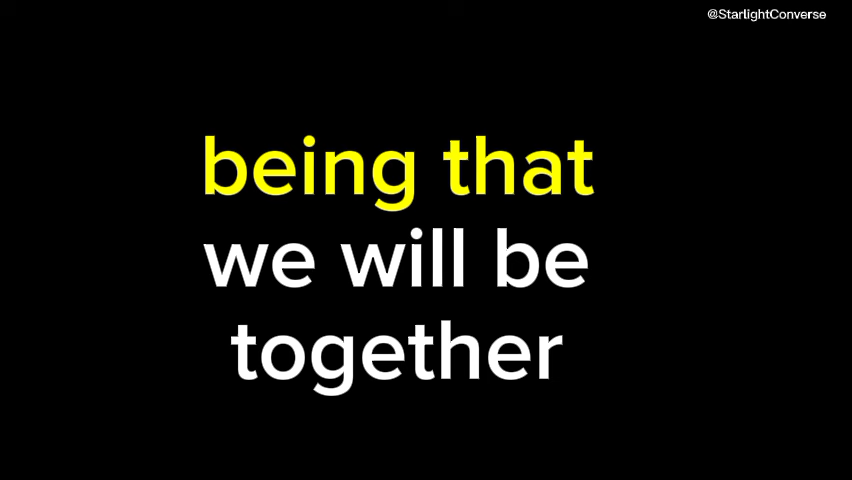 @StarlightConverse
being that
we will be
together